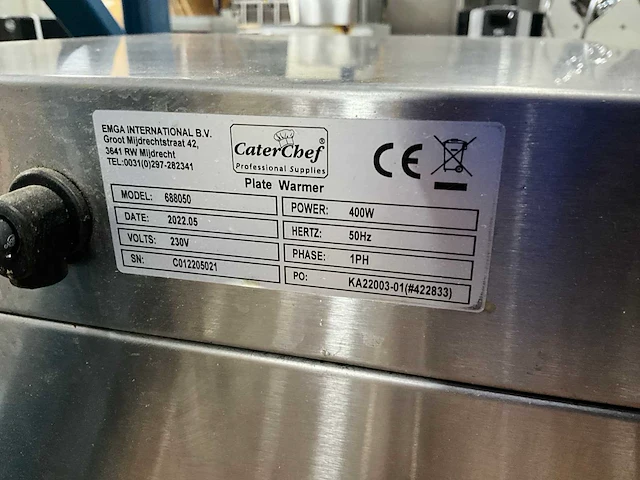 EMGA INTERNATIONAL B.V.
Groot Mijdrechtstraat 42,
3641 RW Mijdrecht
TEL:0031(0)297-282341
CaterChef®
Professional Supplies
CE
Plate Warmer
MODEL: 688050
POWER: 400W
DATE: 2022.05
HERTZ: 50Hz
VOLTS: 230V
PHASE: 1PH
SN: C012205021
PO: KA22003-01(#422833)